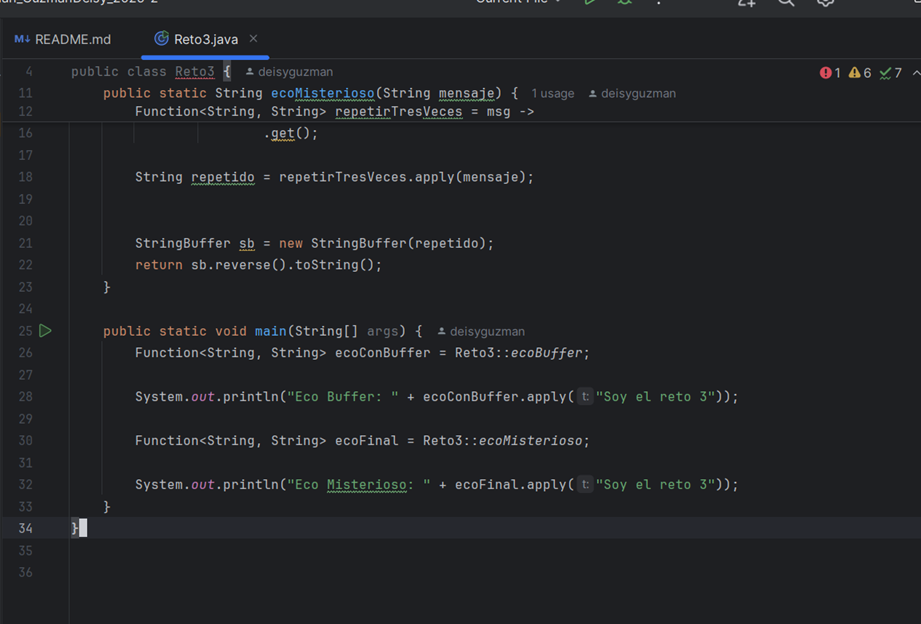 Current File
M↓ README.md
Reto3.java
4 public class Reto3 { deisyguzman
1 6 7
11 public static String ecoMisterioso(String mensaje) { 1 usage deisyguzman
12 Function<String, String> repetirTresVeces = msg ->
16 .get();
17
18 String repetido = repetirTresVeces.apply(mensaje);
19
20
21 StringBuffer sb = new StringBuffer(repetido);
22 return sb.reverse().toString();
23 }
24
25 public static void main(String[] args) { deisyguzman
26 Function<String, String> ecoConBuffer = Reto3::ecoBuffer;
27
28 System.out.println("Eco Buffer: " + ecoConBuffer.apply( t: "Soy el reto 3"));
29
30 Function<String, String> ecoFinal = Reto3::ecoMisterioso;
31
32 System.out.println("Eco Misterioso: " + ecoFinal.apply( t: "Soy el reto 3"));
33 }
34 }
35
36